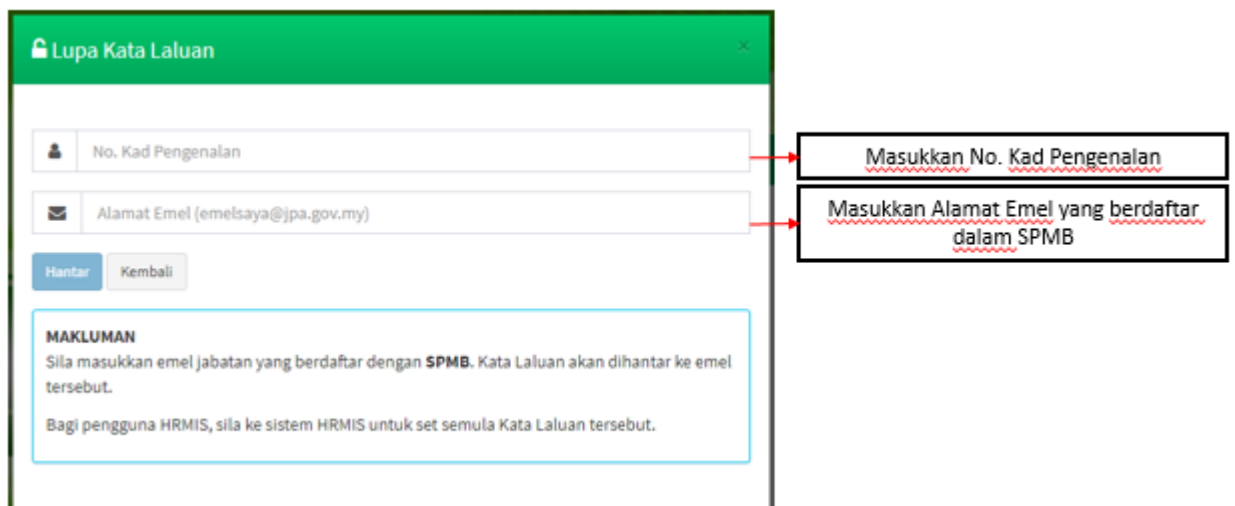 Lupa Kata Laluan
×
No. Kad Pengenalan
Masukkan No. Kad Pengenalan
Alamat Emel (emelsaya@jpa.gov.my)
Masukkan Alamat Emel yang berdaftar
dalam SPMB
Hantar
Kembali
MAKLUMAN
Sila masukkan emel jabatan yang berdaftar dengan SPMB. Kata Laluan akan dihantar ke emel
tersebut.
Bagi pengguna HRMIS, sila ke sistem HRMIS untuk set semula Kata Laluan tersebut.